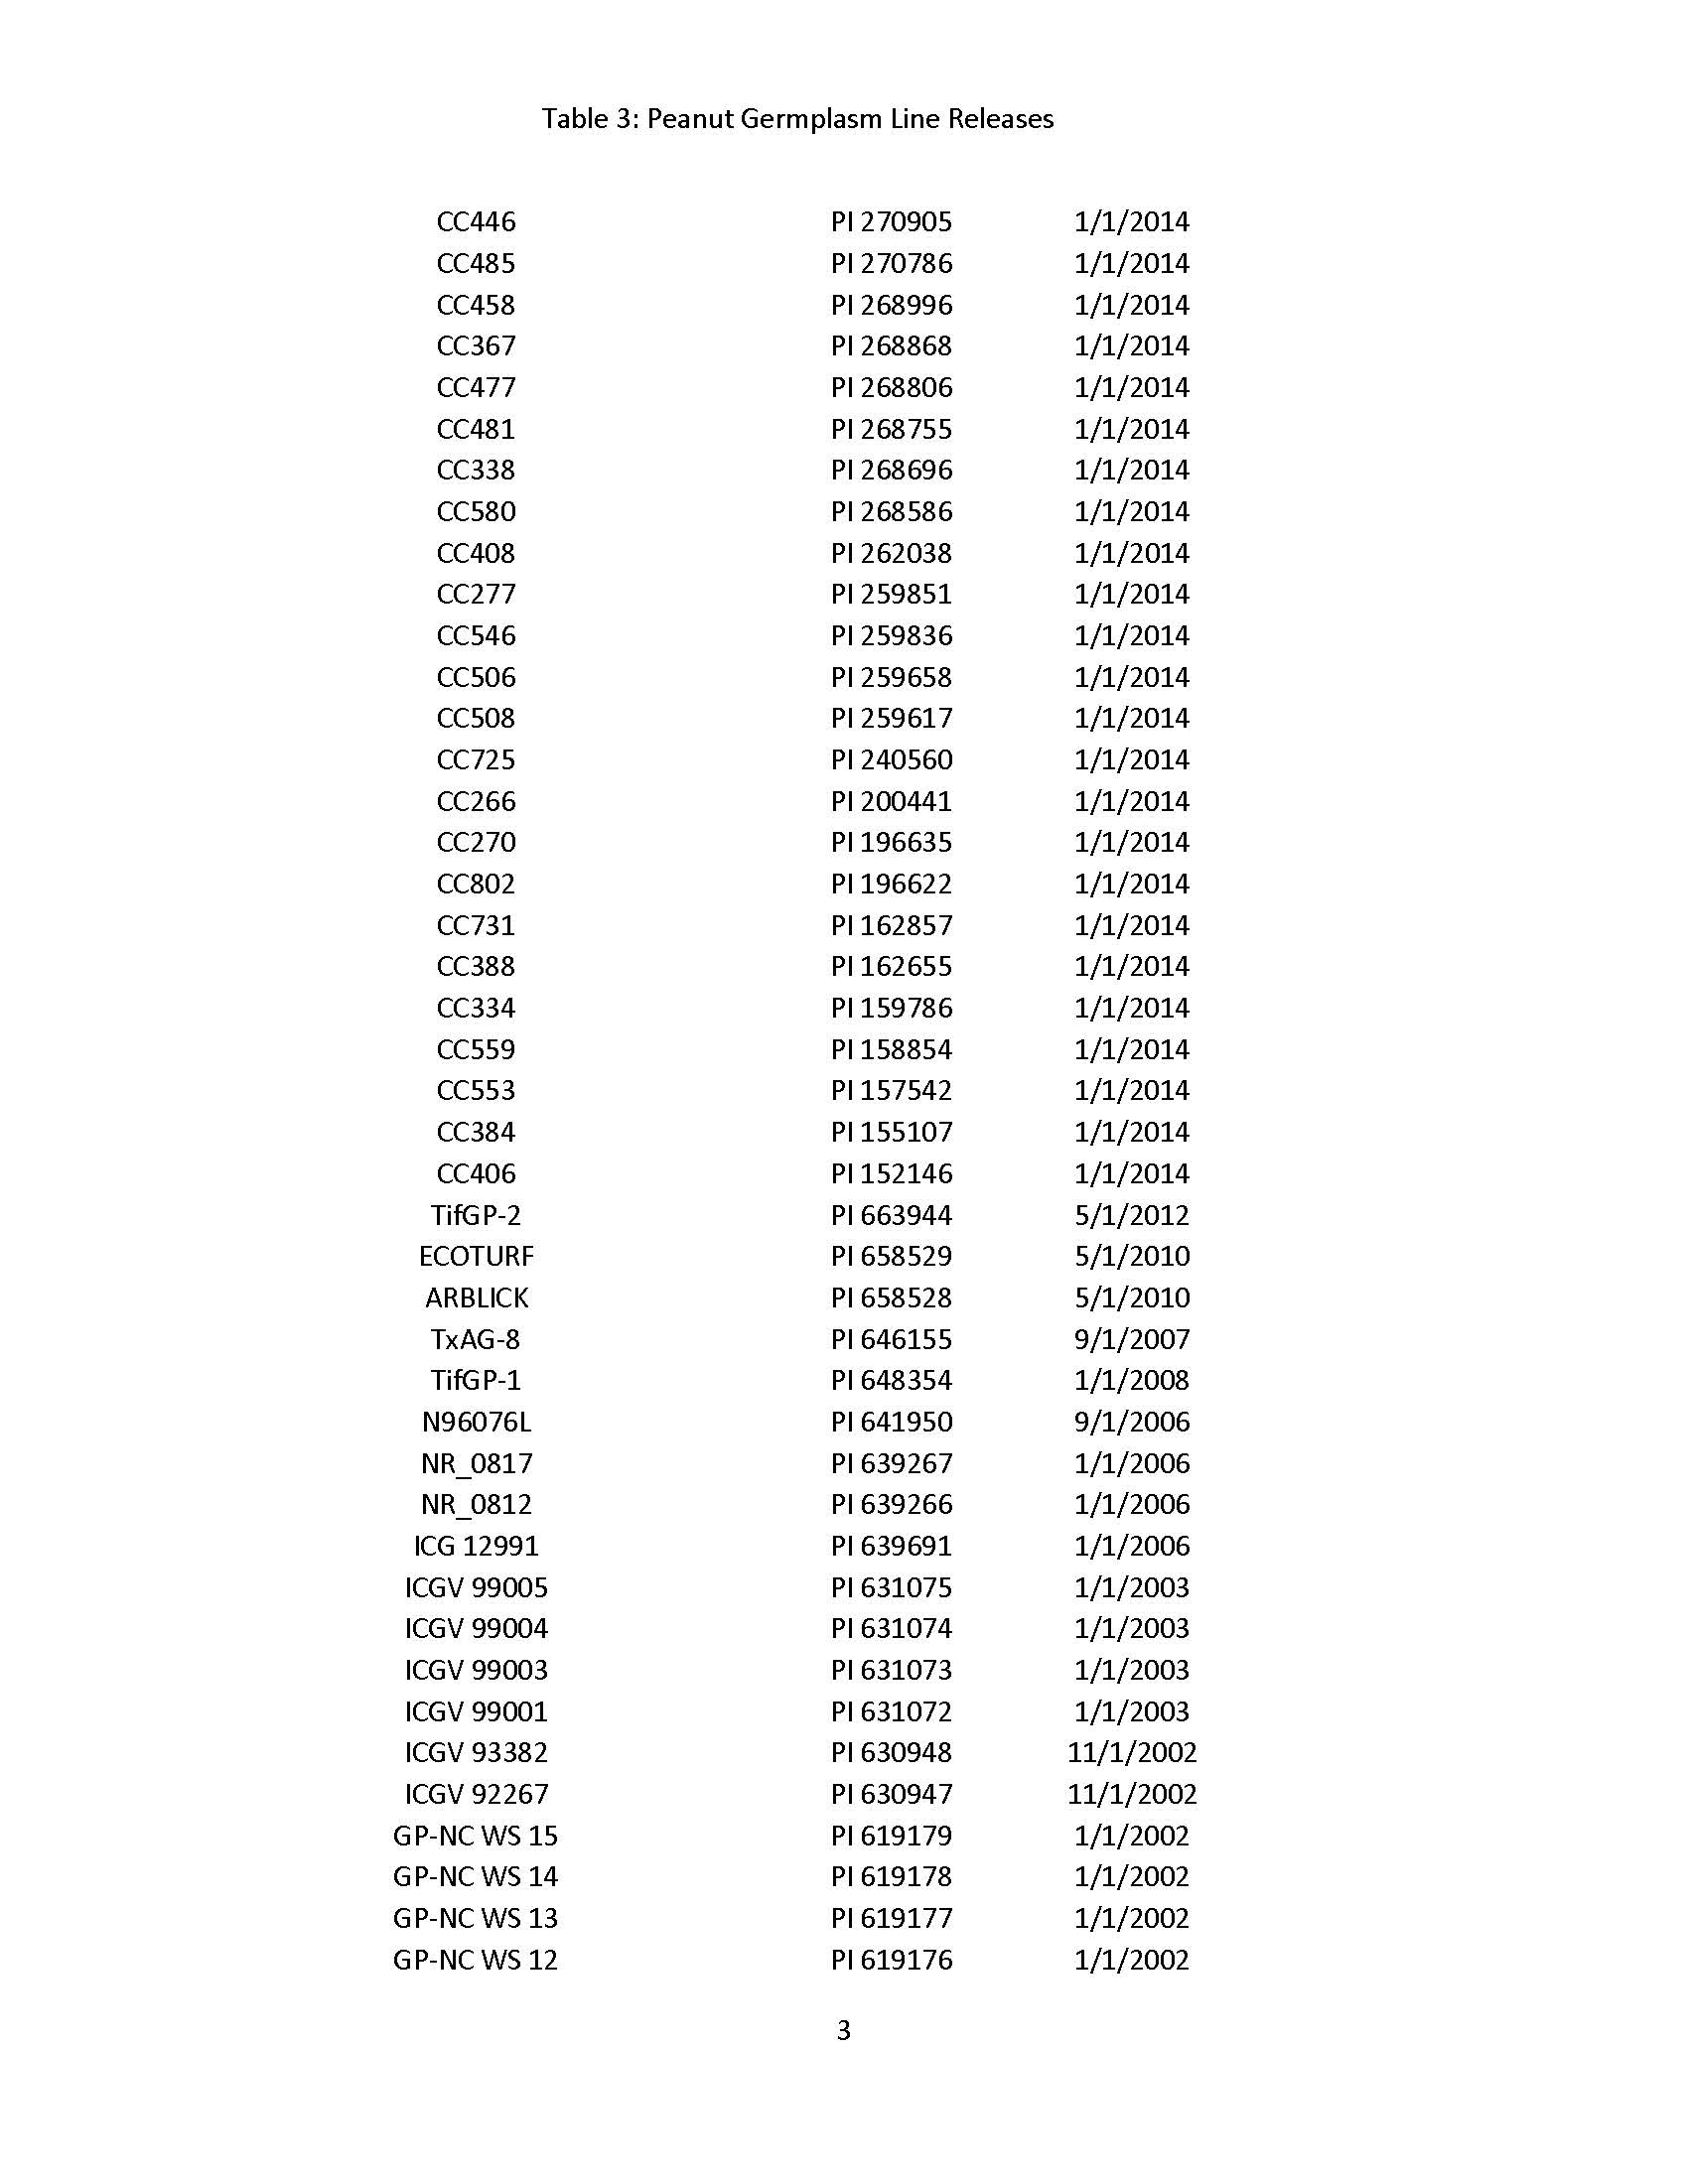 Table 3: Peanut Germplasm Line Releases
CC446 PI 270905 1/1/2014
CC485 PI 270786 1/1/2014
CC458 PI 268996 1/1/2014
CC367 PI 268868 1/1/2014
CC477 PI 268806 1/1/2014
CC481 PI 268755 1/1/2014
CC338 PI 268696 1/1/2014
CC580 PI 268586 1/1/2014
CC408 PI 262038 1/1/2014
CC277 PI 259851 1/1/2014
CC546 PI 259836 1/1/2014
CC506 PI 259658 1/1/2014
CC508 PI 259617 1/1/2014
CC725 PI 240560 1/1/2014
CC266 PI 200441 1/1/2014
CC270 PI 196635 1/1/2014
CC802 PI 196622 1/1/2014
CC731 PI 162857 1/1/2014
CC388 PI 162655 1/1/2014
CC334 PI 159786 1/1/2014
CC559 PI 158854 1/1/2014
CC553 PI 157542 1/1/2014
CC384 PI 155107 1/1/2014
CC406 PI 152146 1/1/2014
TifGP-2 PI 663944 5/1/2012
ECOTURF PI 658529 5/1/2010
ARBLICK PI 658528 5/1/2010
TxAG-8 PI 646155 9/1/2007
TifGP-1 PI 648354 1/1/2008
N96076L PI 641950 9/1/2006
NR_0817 PI 639267 1/1/2006
NR_0812 PI 639266 1/1/2006
ICG 12991 PI 639691 1/1/2006
ICGV 99005 PI 631075 1/1/2003
ICGV 99004 PI 631074 1/1/2003
ICGV 99003 PI 631073 1/1/2003
ICGV 99001 PI 631072 1/1/2003
ICGV 93382 PI 630948 11/1/2002
ICGV 92267 PI 630947 11/1/2002
GP-NC WS 15 PI 619179 1/1/2002
GP-NC WS 14 PI 619178 1/1/2002
GP-NC WS 13 PI 619177 1/1/2002
GP-NC WS 12 PI 619176 1/1/2002
3